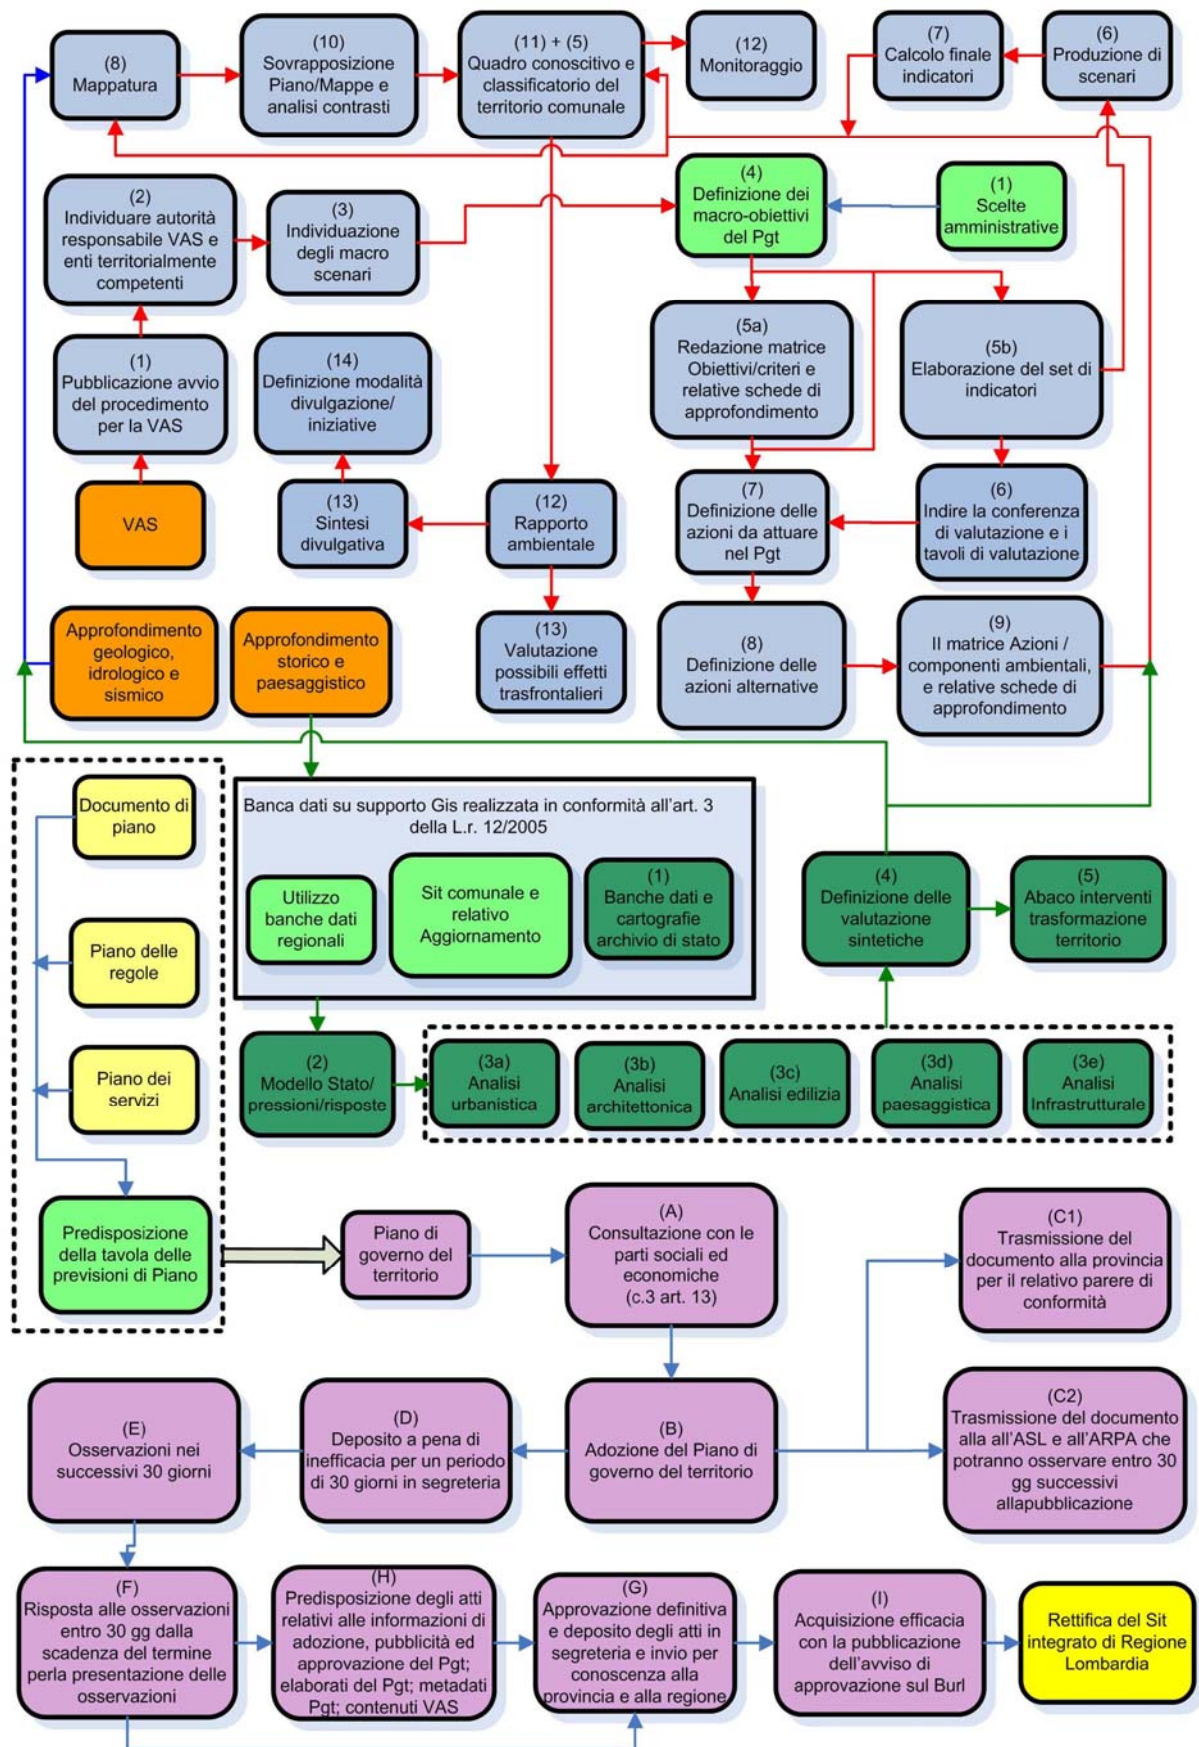 (8)
Mappatura
(10)
Sovrapposizione
Piano/Mappe e
analisi contrasti
(11) + (5)
Quadro conoscitivo e
classificatorio del
territorio comunale
(12)
Monitoraggio
(7)
Calcolo finale
indicatori
(6)
Produzione di
scenari
(2)
Individuare autorità
responsabile VAS e
enti territorialmente
competenti
(3)
Individuazione
degli macro
scenari
(4)
Definizione dei
macro-obiettivi
del Pgt
(1)
Scelte
amministrative
(1)
Pubblicazione avvio
del procedimento
per la VAS
(14)
Definizione modalità
divulgazione/
iniziative
(5a)
Redazione matrice
Obiettivi/criteri e
relative schede di
approfondimento
(5b)
Elaborazione del set di
indicatori
VAS
(13)
Sintesi
divulgativa
(12)
Rapporto
ambientale
(7)
Definizione delle
azioni da attuare
nel Pgt
(6)
Indire la conferenza
di valutazione e i
tavoli di valutazione
Approfondimento
geologico,
idrologico e
sismico
Approfondimento
storico e
paesaggistico
(13)
Valutazione
possibili effetti
trasfrontalieri
(8)
Definizione delle
azioni alternative
(9)
II matrice Azioni /
componenti ambientali,
e relative schede di
approfondimento
Documento di
piano
Piano delle
regole
Piano dei
servizi
Predisposizione
della tavola delle
previsioni di Piano
Banca dati su supporto Gis realizzata in conformità all'art. 3
della L.r. 12/2005
Utilizzo
banche dati
regionali
Sit comunale e
relativo
Aggiornamento
(1)
Banche dati e
cartografie
archivio di stato
(4)
Definizione delle
valutazione
sintetiche
(5)
Abaco interventi
trasformazione
territorio
(2)
Modello Stato/
pressioni/risposte
(3a)
Analisi
urbanistica
(3b)
Analisi
architettonica
(3c)
Analisi edilizia
(3d)
Analisi
paesaggistica
(3e)
Analisi
Infrastrutturale
Piano di
governo del
territorio
(A)
Consultazione con le
parti sociali ed
economiche
(c.3 art. 13)
(C1)
Trasmissione del
documento alla provincia
per il relativo parere di
conformità
(E)
Osservazioni nei
successivi 30 giorni
(D)
Deposito a pena di
inefficacia per un periodo
di 30 giorni in segreteria
(B)
Adozione del Piano di
governo del territorio
(C2)
Trasmissione del documento
alla all'ASL e all'ARPA che
potranno osservare entro 30
gg successivi
allapubblicazione
(F)
Risposta alle osservazioni
entro 30 gg dalla
scadenza del termine
perla presentazione delle
osservazioni
(H)
Predisposizione degli atti
relativi alle informazioni di
adozione, pubblicità ed
approvazione del Pgt;
elaborati del Pgt; metadati
Pgt; contenuti VAS
(G)
Approvazione definitiva
e deposito degli atti in
segreteria e invio per
conoscenza alla
provincia e alla regione
(I)
Acquisizione efficacia
con la pubblicazione
dell'avviso di
approvazione sul Burl
Rettifica del Sit
integrato di Regione
Lombardia